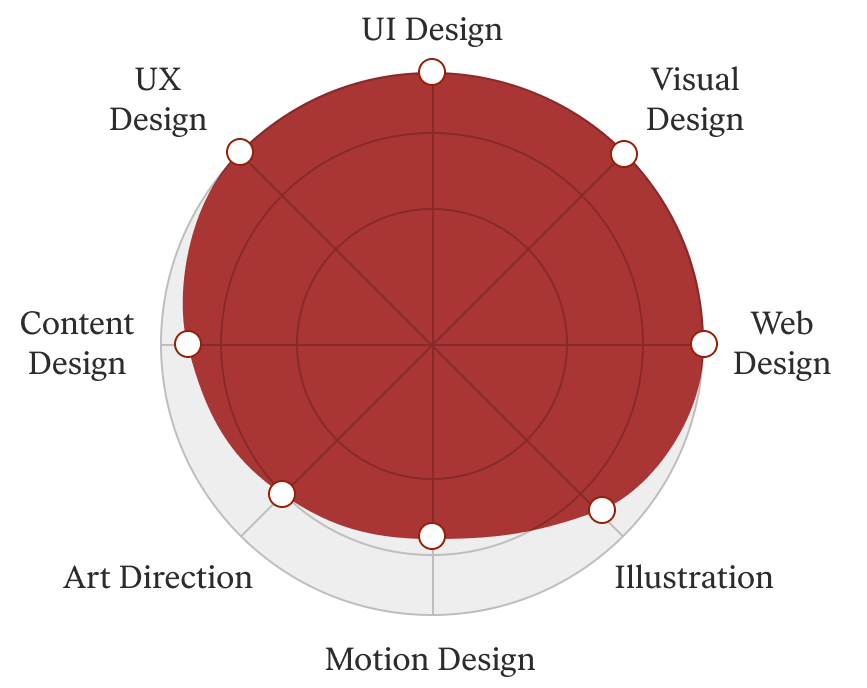 UI Design
UX
Design
Visual
Design
Content
Design
Web
Design
Art Direction
Illustration
Motion Design